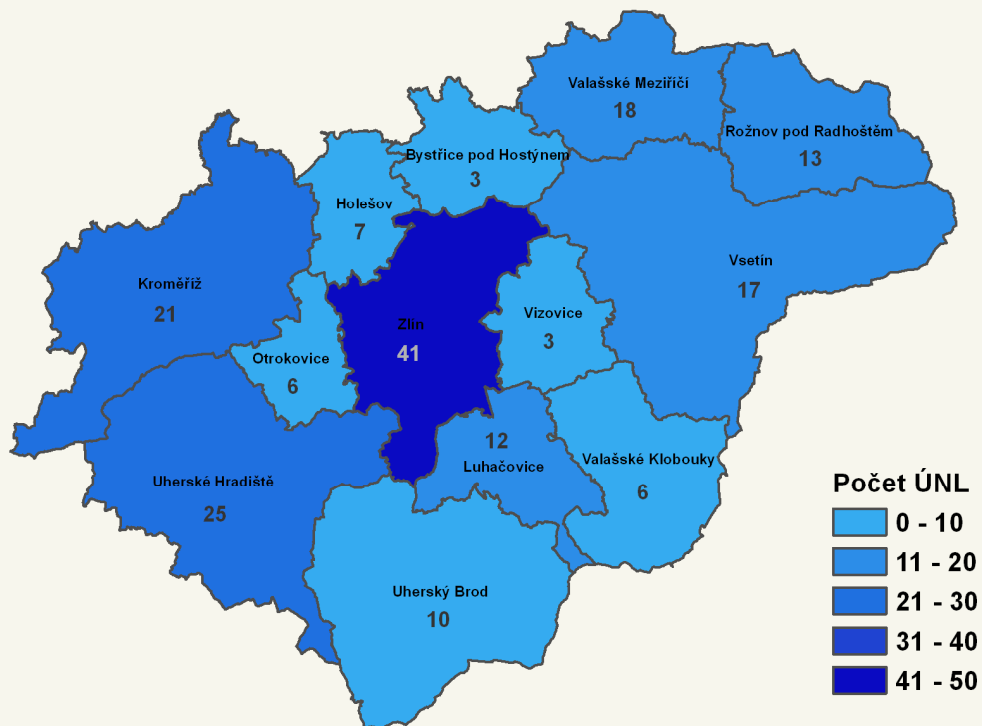 Valašské Meziříčí
18
Rožnov pod Radhoštěm
13
Bystřice pod Hostýnem
3
Holešov
7
Vsetín
17
Kroměříž
21
Zlín
41
Vizovice
3
Otrokovice
6
12
Luhačovice
Valašské Klobouky
6
Uherské Hradiště
25
Uherský Brod
10
Počet ÚNL
0 - 10
11 - 20
21 - 30
31 - 40
41 - 50